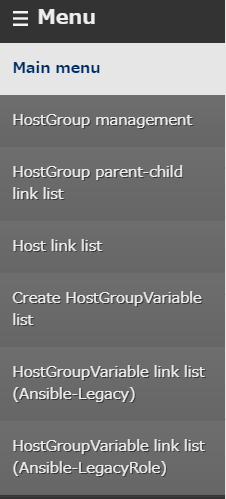 Menu
Main menu
HostGroup management
HostGroup parent-child
link list
Host link list
Create HostGroupVariable
list
HostGroupVariable link list
(Ansible-Legacy)
HostGroupVariable link list
(Ansible-LegacyRole)